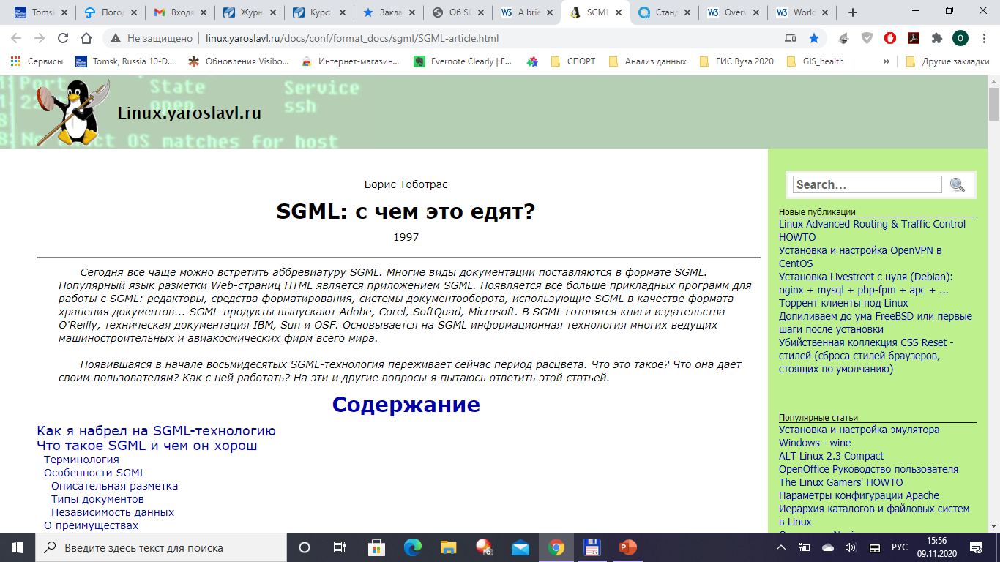 Tomsk
Погод
Входя
Журн
Курс:
Закла
Об SG
A brie
SGML
Станд
Overv
World
Не защищено
linux.yaroslavl.ru/docs/conf/format_docs/sgml/SGML-article.html
O
Сервисы
Tomsk, Russia 10-D...
Обновления Visibo...
Интернет-магазин...
Evernote Clearly | E...
СПОРТ
Анализ данных
ГИС Вуза 2020
GIS_health
»
Другие закладки
Port State Service
open ssh
Linux.yaroslavl.ru
OS matches for host
Борис Тоботрас
SGML: с чем это едят?
1997
Сегодня все чаще можно встретить аббревиатуру SGML. Многие виды документации поставляются в формате SGML.
Популярный язык разметки Web-страниц HTML является приложением SGML. Появляется все больше прикладных программ для
работы с SGML: редакторы, средства форматирования, системы документооборота, использующие SGML в качестве формата
хранения документов... SGML-продукты выпускают Adobe, Corel, SoftQuad, Microsoft. В SGML готовятся книги издательства
O'Reilly, техническая документация IBM, Sun и OSF. Основывается на SGML информационная технология многих ведущих
машиностроительных и авиакосмических фирм всего мира.
Появившаяся в начале восьмидесятых SGML-технология переживает сейчас период расцвета. Что это такое? Что она дает
своим пользователям? Как с ней работать? На эти и другие вопросы я пытаюсь ответить этой статьей.
Содержание
Как я набрел на SGML-технологию
Что такое SGML и чем он хорош
Терминология
Особенности SGML
Описательная разметка
Типы документов
Независимость данных
О преимуществах
Search...
Новые публикации
Linux Advanced Routing & Traffic Control
HOWTO
Установка и настройка OpenVPN в
CentOS
Установка Livestreet с нуля (Debian):
nginx + mysql + php-fpm + apc + ...
Торрент клиенты под Linux
Допиливаем до ума FreeBSD или первые
шаги после установки
Убийственная коллекция CSS Reset -
стилей (сброса стилей браузеров,
стоящих по умолчанию)
Популярные статьи
Установка и настройка эмулятора
Windows - wine
ALT Linux 2.3 Compact
OpenOffice Руководство пользователя
The Linux Gamers' HOWTO
Параметры конфигурации Apache
Иерархия каталогов и файловых систем
в Linux
Введите здесь текст для поиска
РУС
15:56
09.11.2020